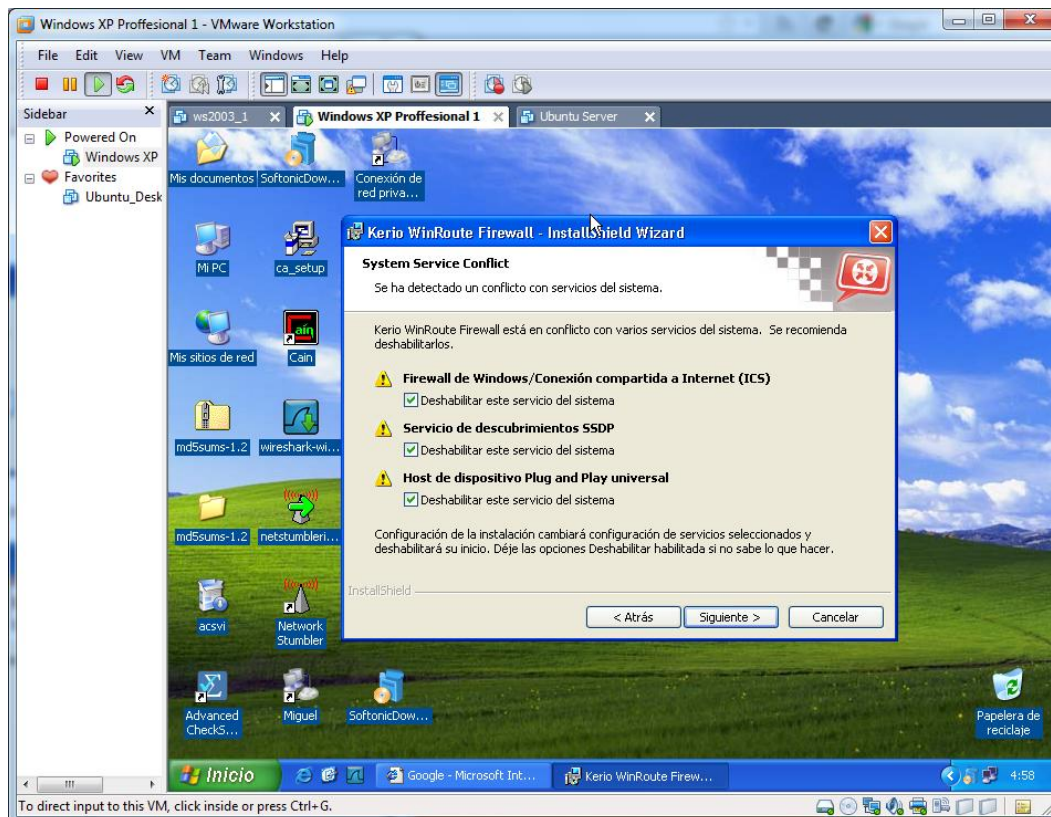 Windows XP Proffesional 1 - VMware Workstation
File Edit View VM Team Windows Help
Sidebar
Powered On
Windows XP
Favorites
Ubuntu_Desk
ws2003_1
Windows XP Proffesional 1
Ubuntu Server
Mis documentos
SoftonicDow...
Conexión de
red priva...
Mi PC
ca_setup
Mis sitios de red
Cain
md5sums-1.2
wireshark-wi...
md5sums-1.2
netstumbleri...
acsvi
Network
Stumbler
Advanced
CheckS...
Miguel
SoftonicDow...
Papelera de
reciclaje
Kerio WinRoute Firewall - InstallShield Wizard
System Service Conflict
Se ha detectado un conflicto con servicios del sistema.
Kerio WinRoute Firewall está en conflicto con varios servicios del sistema. Se recomienda
deshabilitarlos.
Firewall de Windows/Conexión compartida a Internet (ICS)
Deshabilitar este servicio del sistema
Servicio de descubrimientos SSDP
Deshabilitar este servicio del sistema
Host de dispositivo Plug and Play universal
Deshabilitar este servicio del sistema
Configuración de la instalación cambiará configuración de servicios seleccionados y
deshabilitará su inicio. Déje las opciones Deshabilitar habilitada si no sabe lo que hacer.
InstallShield
< Atrás
Siguiente >
Cancelar
Inicio
Google - Microsoft Int...
Kerio WinRoute Firew...
4:58
To direct input to this VM, click inside or press Ctrl+G.